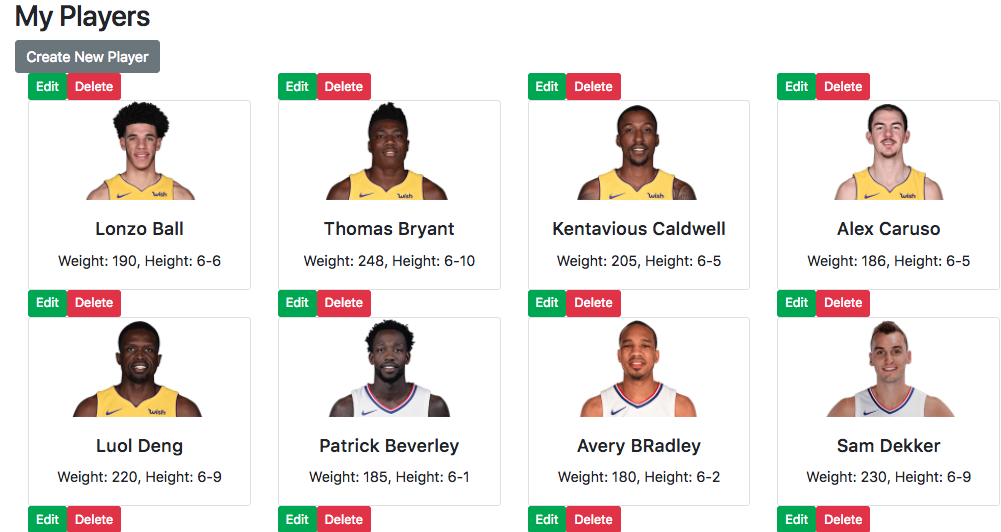 My Players
Create New Player
Edit Delete Edit Delete Edit Delete Edit Delete
wish wish wish
Lonzo Ball Thomas Bryant Kentavious Caldwell Alex Caruso
Weight: 190, Height: 6-6 Weight: 248, Height: 6-10 Weight: 205, Height: 6-5 Weight: 186, Height: 6-5
Edit Delete Edit Delete Edit Delete Edit Delete
wish
Luol Deng Patrick Beverley Avery BRadley Sam Dekker
Weight: 220, Height: 6-9 Weight: 185, Height: 6-1 Weight: 180, Height: 6-2 Weight: 230, Height: 6-9
Edit Delete Edit Delete Edit Delete Edit Delete